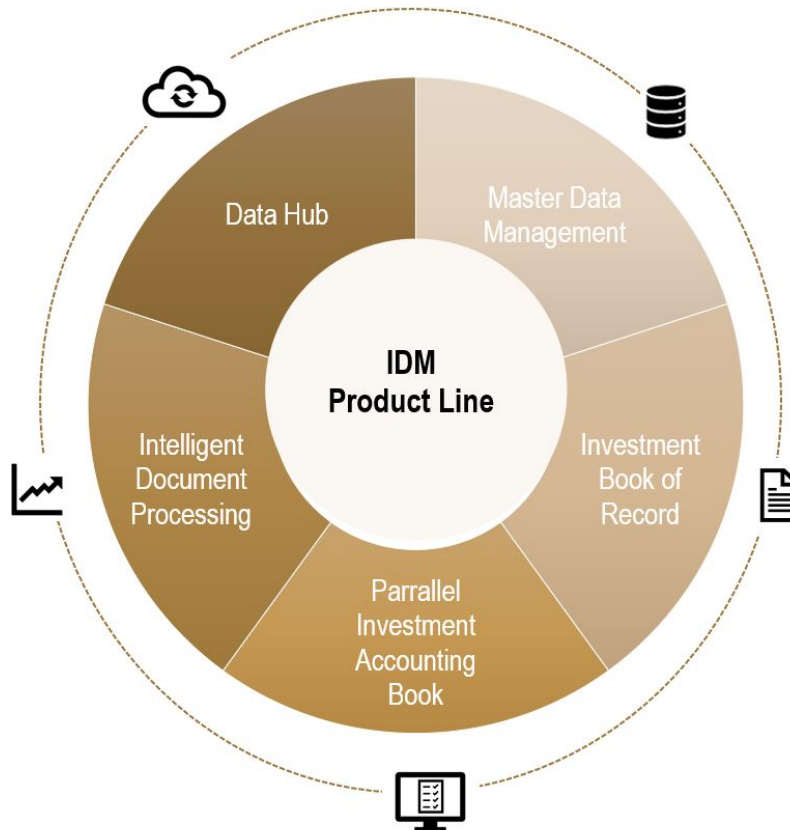 Data Hub
Master Data
Management
IDM
Product Line
Intelligent
Document
Processing
Investment
Book of
Record
Parrallel
Investment
Accounting
Book